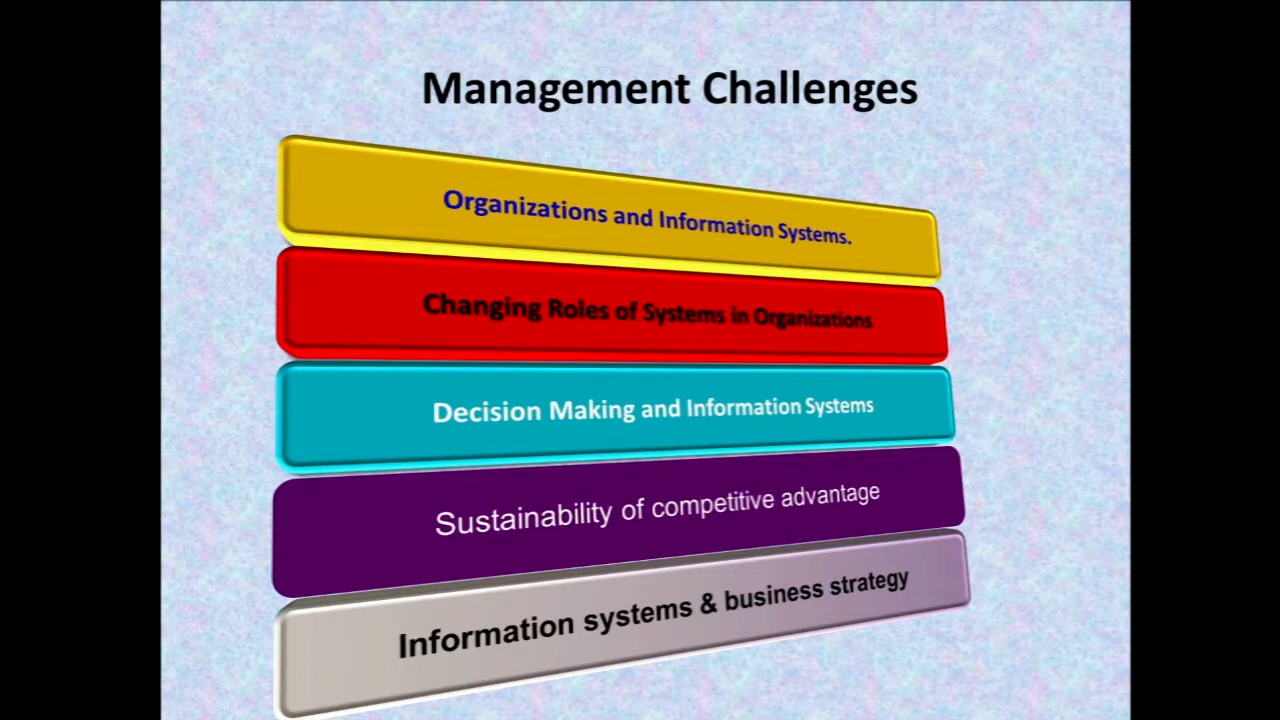 Management Challenges
Organizations and Information Systems.
Changing Roles of Systems in Organizations
Decision Making and Information Systems
Sustainability of competitive advantage
Information systems & business strategy